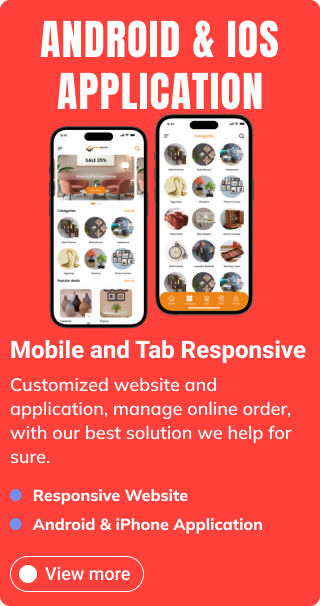 ANDROID & IOS
APPLICATION
SALE 25%
Categories
Categories
Popular deals
Mobile and Tab Responsive
Customized website and
application, manage online order,
with our best solution we help for
sure.
Responsive Website
Android & iPhone Application
View more